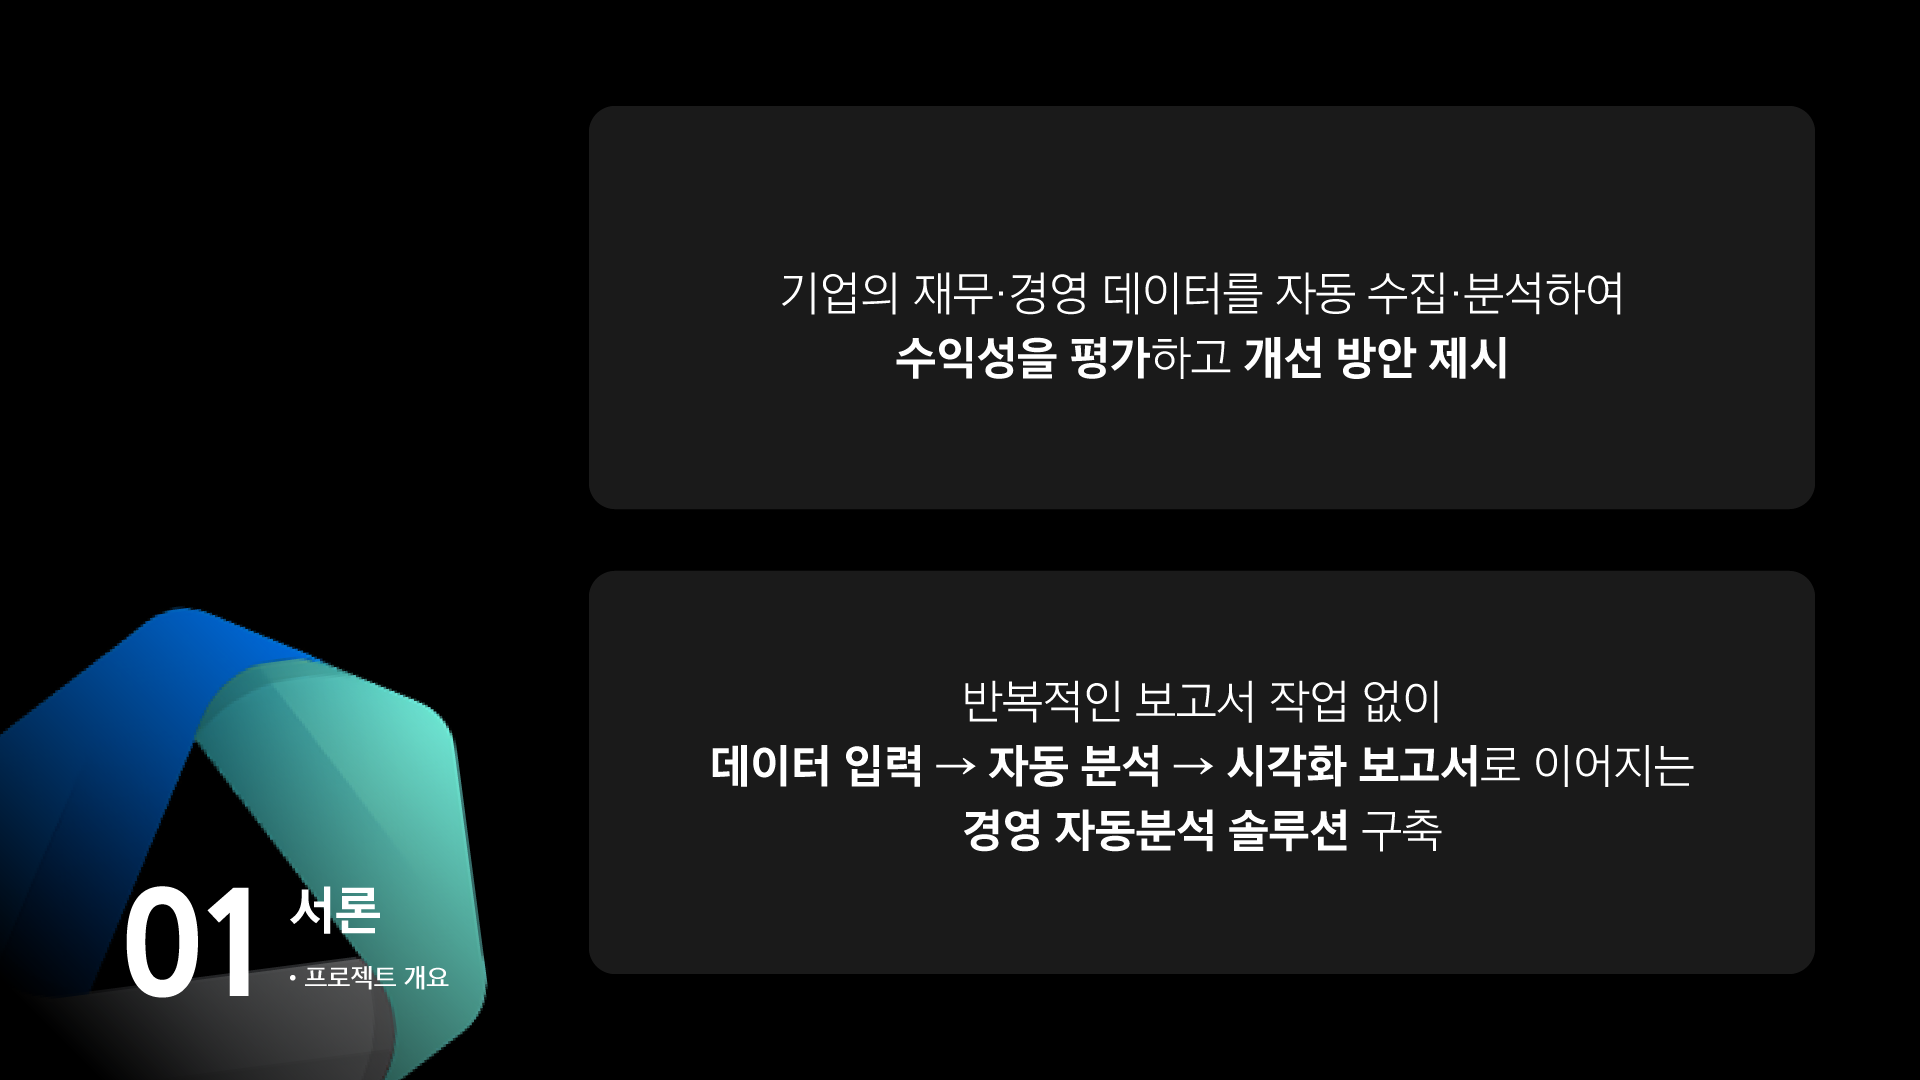 기업의 재무·경영 데이터를 자동 수집·분석하여
수익성을 평가하고 개선 방안 제시
반복적인 보고서 작업 없이
데이터 입력 → 자동 분석 → 시각화 보고서로 이어지는
경영 자동분석 솔루션 구축
01 서론
• 프로젝트 개요